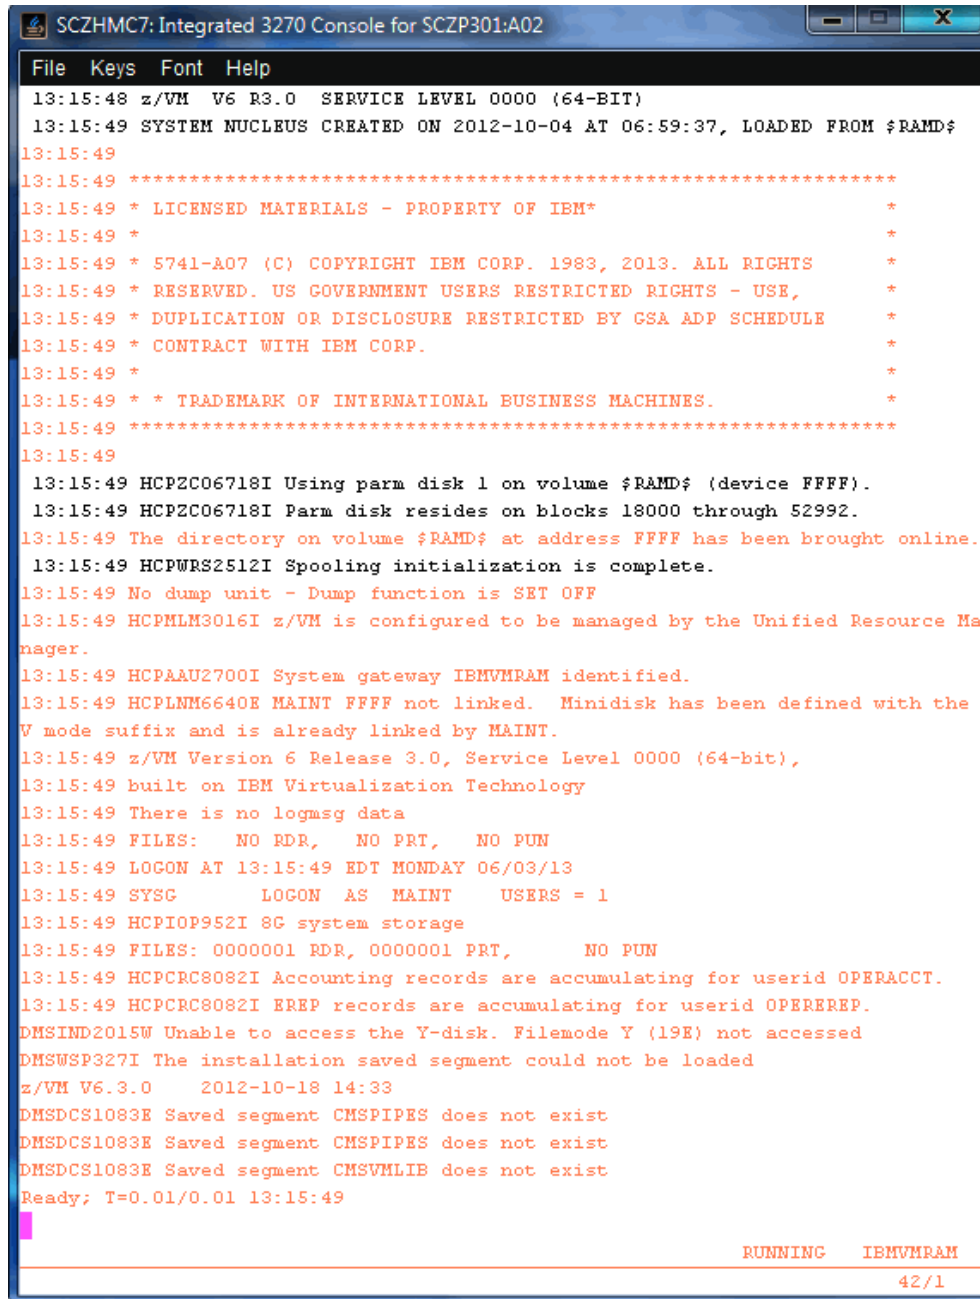 SCZHMC7: Integrated 3270 Console for SCZP301:A02
File Keys Font Help
13:15:48 z/VM V6 R3.0 SERVICE LEVEL 0000 (64-BIT)
13:15:49 SYSTEM NUCLEUS CREATED ON 2012-10-04 AT 06:59:37, LOADED FROM $RAMD$
13:15:49
13:15:49 ****************************************************************
13:15:49 * LICENSED MATERIALS - PROPERTY OF IBM* *
13:15:49 * *
13:15:49 * 5741-A07 (C) COPYRIGHT IBM CORP. 1983, 2013. ALL RIGHTS *
13:15:49 * RESERVED. US GOVERNMENT USERS RESTRICTED RIGHTS - USE, *
13:15:49 * DUPLICATION OR DISCLOSURE RESTRICTED BY GSA ADP SCHEDULE *
13:15:49 * CONTRACT WITH IBM CORP. *
13:15:49 * *
13:15:49 * * TRADEMARK OF INTERNATIONAL BUSINESS MACHINES. *
13:15:49 ****************************************************************
13:15:49
13:15:49 HCPZCO6718I Using parm disk 1 on volume $RAMD$ (device FFFF).
13:15:49 HCPZCO6718I Parm disk resides on blocks 18000 through 52992.
13:15:49 The directory on volume $RAMD$ at address FFFF has been brought online.
13:15:49 HCPWRS2512I Spooling initialization is complete.
13:15:49 No dump unit - Dump function is SET OFF
13:15:49 HCPMLM3016I z/VM is configured to be managed by the Unified Resource Ma
nager.
13:15:49 HCPAAU2700I System gateway IBMVMRAM identified.
13:15:49 HCPLNM6640E MAINT FFFF not linked. Minidisk has been defined with the
V mode suffix and is already linked by MAINT.
13:15:49 z/VM Version 6 Release 3.0, Service Level 0000 (64-bit),
13:15:49 built on IBM Virtualization Technology
13:15:49 There is no logmsg data
13:15:49 FILES: NO RDR, NO PRT, NO PUN
13:15:49 LOGON AT 13:15:49 EDT MONDAY 06/03/13
13:15:49 SYSG LOGON AS MAINT USERS = 1
13:15:49 HCPIOP952I 8G system storage
13:15:49 FILES: 0000001 RDR, 0000001 PRT, NO PUN
13:15:49 HCPCRC8082I Accounting records are accumulating for userid OPERACCT.
13:15:49 HCPCRC8082I EREP records are accumulating for userid OPEREREP.
DMSIND2015W Unable to access the Y-disk. Filemode Y (19E) not accessed
DMSWSP327I The installation saved segment could not be loaded
z/VM V6.3.0 2012-10-18 14:33
DMSDCS1083E Saved segment CMSPIPES does not exist
DMSDCS1083E Saved segment CMSPIPES does not exist
DMSDCS1083E Saved segment CMSVMLIB does not exist
Ready; T=0.01/0.01 13:15:49
RUNNING IBMVMRAM
42/1